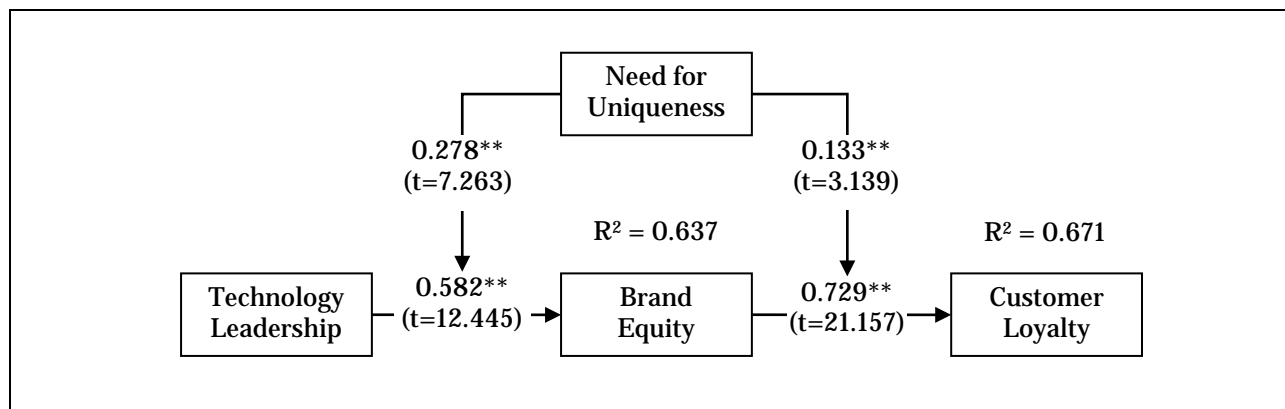 Need for
Uniqueness
0.278**
(t=7.263)
0.133**
(t=3.139)
R² = 0.637
R² = 0.671
Technology
Leadership
0.582**
(t=12.445)
Brand
Equity
0.729**
(t=21.157)
Customer
Loyalty